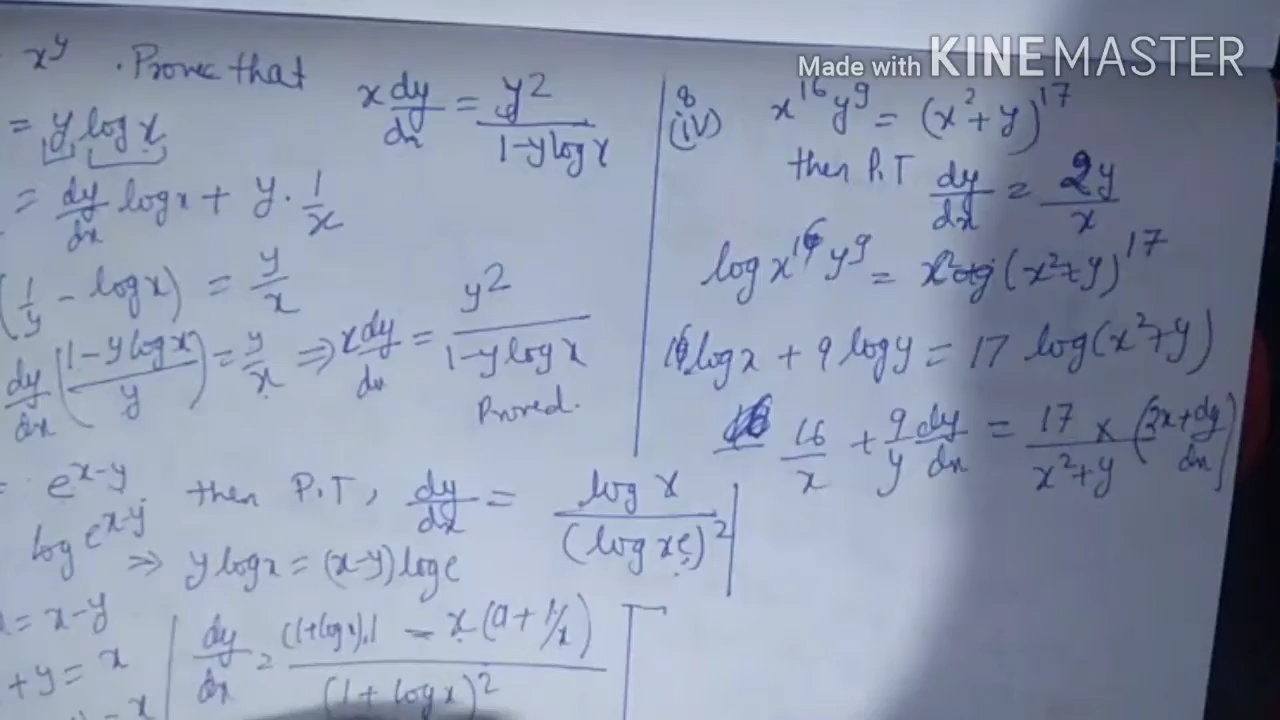 Made with KINEMASTER
x^y . Prove that x dy/dx = y²/(1-y log x)
= y log x
= dy/dx log x + y . 1/x
(1/y - log x) = y/x
dy/dx ((1-y log x)/y) = y/x ⇒ x dy/dx = y²/(1-y log x)
Proved.
= e^(x-y) then P.T, dy/dx = log x/(log xe)²
log e^(x-y)
⇒ y log x = (x-y) log e
= x-y
+y = x
dy/dx = ((1+log x).1 - x(0+1/x))/(1+log x)²
8 (iv) x^16 y^9 = (x²+y)^17
then P.T dy/dx = 2y/x
log x^16 y^9 = (x²+y)^17
16 log x + 9 log y = 17 log(x²+y)
16/x + 9/y dy/dx = 17/(x²+y) × (2x+dy/dx)